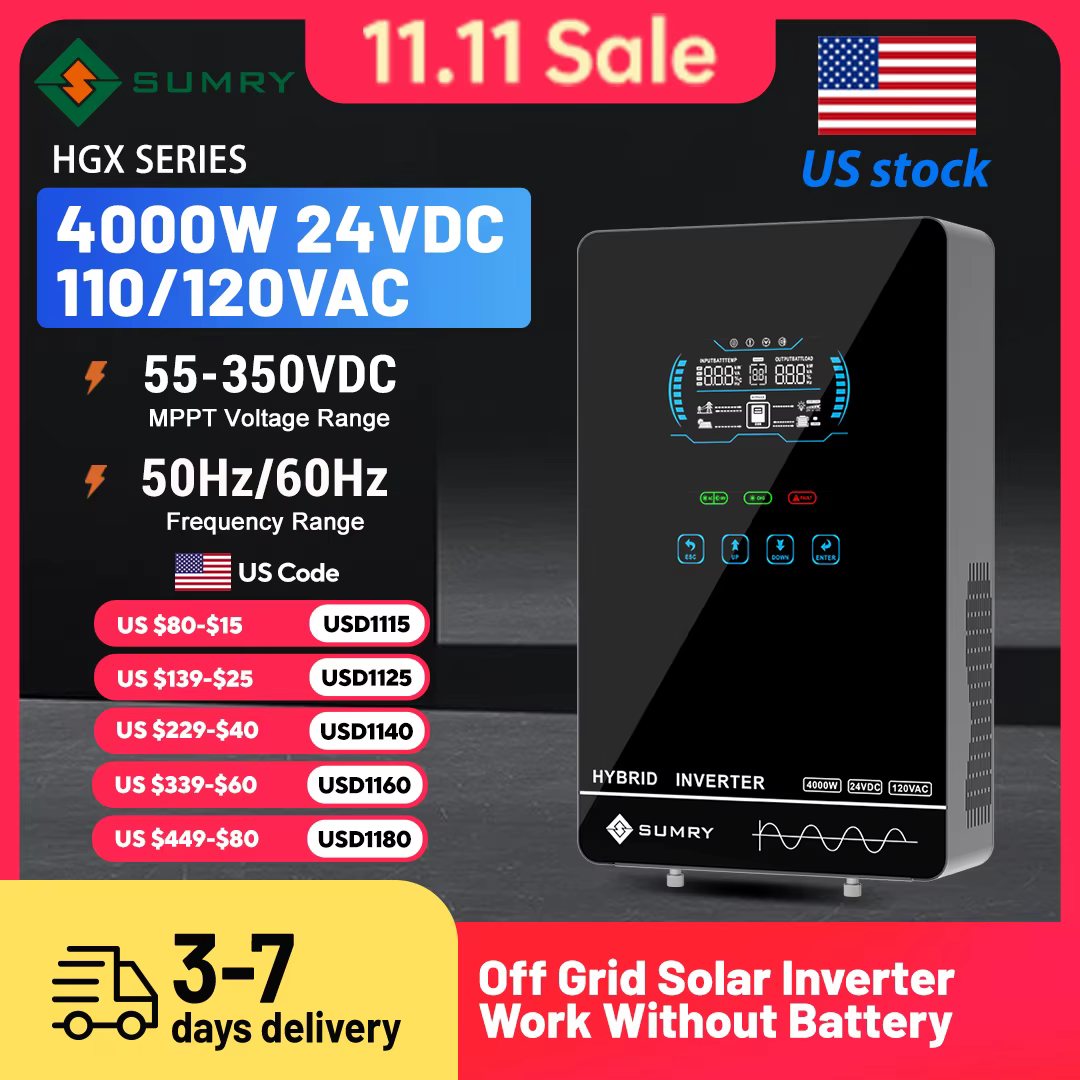 11.11 Sale
SUMRY
US stock
HGX SERIES
4000W 24VDC
110/120VAC
55-350VDC
MPPT Voltage Range
50Hz/60Hz
Frequency Range
US Code
US $80-$15 USD1115
US $139-$25 USD1125
US $229-$40 USD1140
US $339-$60 USD1160
US $449-$80 USD1180
INPUTBATTTEMP OUTPUTBATTLOAD
ESC UP DOWN ENTER
HYBRID INVERTER 4000W 24VDC 120VAC
SUMRY
3-7
days delivery
Off Grid Solar Inverter
Work Without Battery